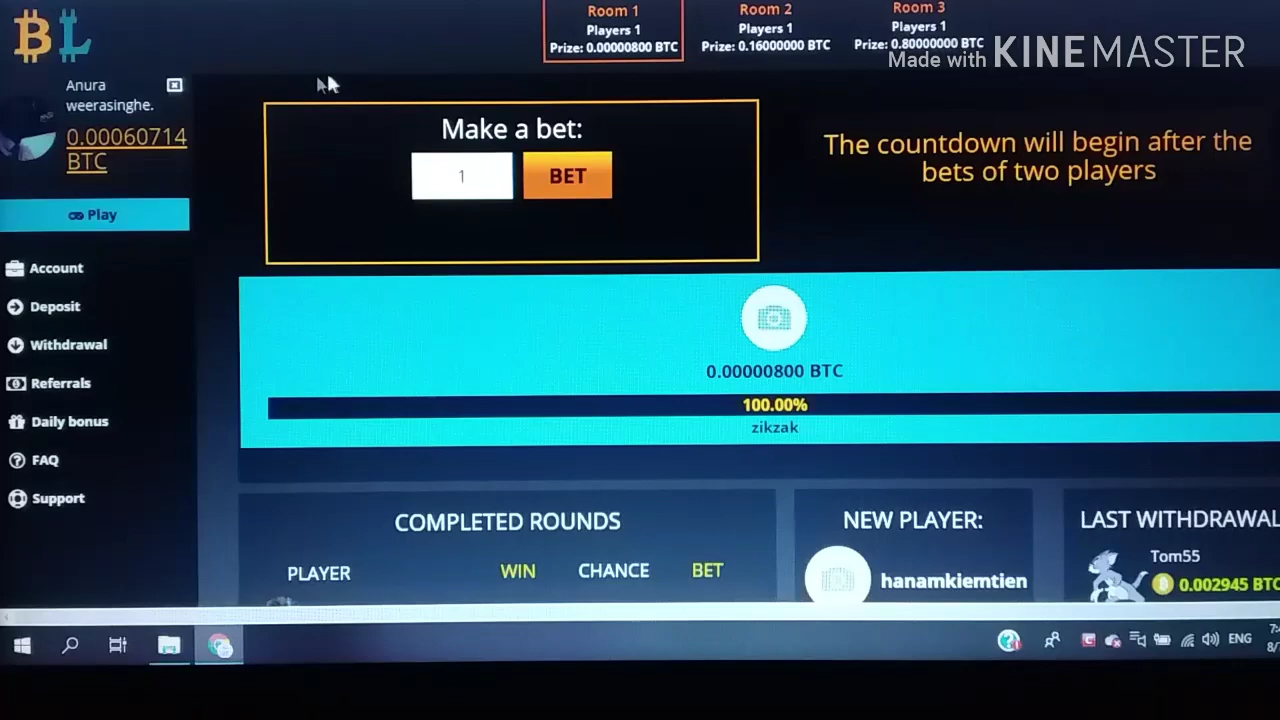 Room 1
Players 1
Prize: 0.00000800 BTC
Room 2
Players 1
Prize: 0.16000000 BTC
Room 3
Players 1
Prize: 0.80000000 BTC
Made with KINEMASTER
BL
Anura
weerasinghe.
0.00060714
BTC
Play
Account
Deposit
Withdrawal
Referrals
Daily bonus
FAQ
Support
Make a bet:
1
BET
The countdown will begin after the
bets of two players
0.00000800 BTC
100.00%
zikzak
COMPLETED ROUNDS
PLAYER WIN CHANCE BET
NEW PLAYER:
hanamkiemtien
LAST WITHDRAWAL
Tom55
0.002945 BTC
ENG